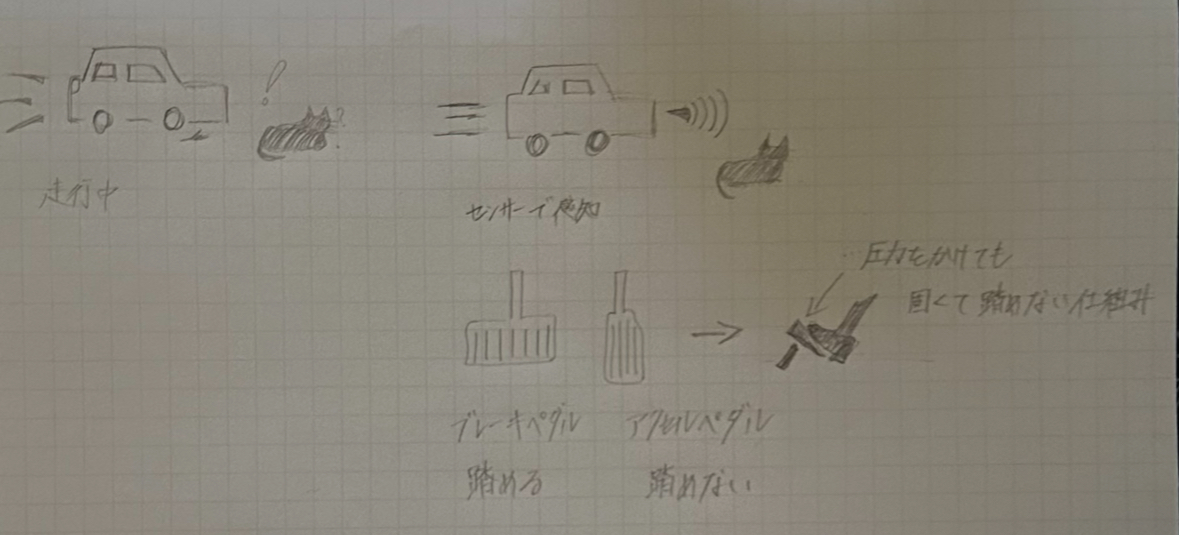 !
走行中
センサーで検知
圧力をかけても
固くて踏めない仕組み
ブレーキペダル
踏める
アクセルペダル
踏めない